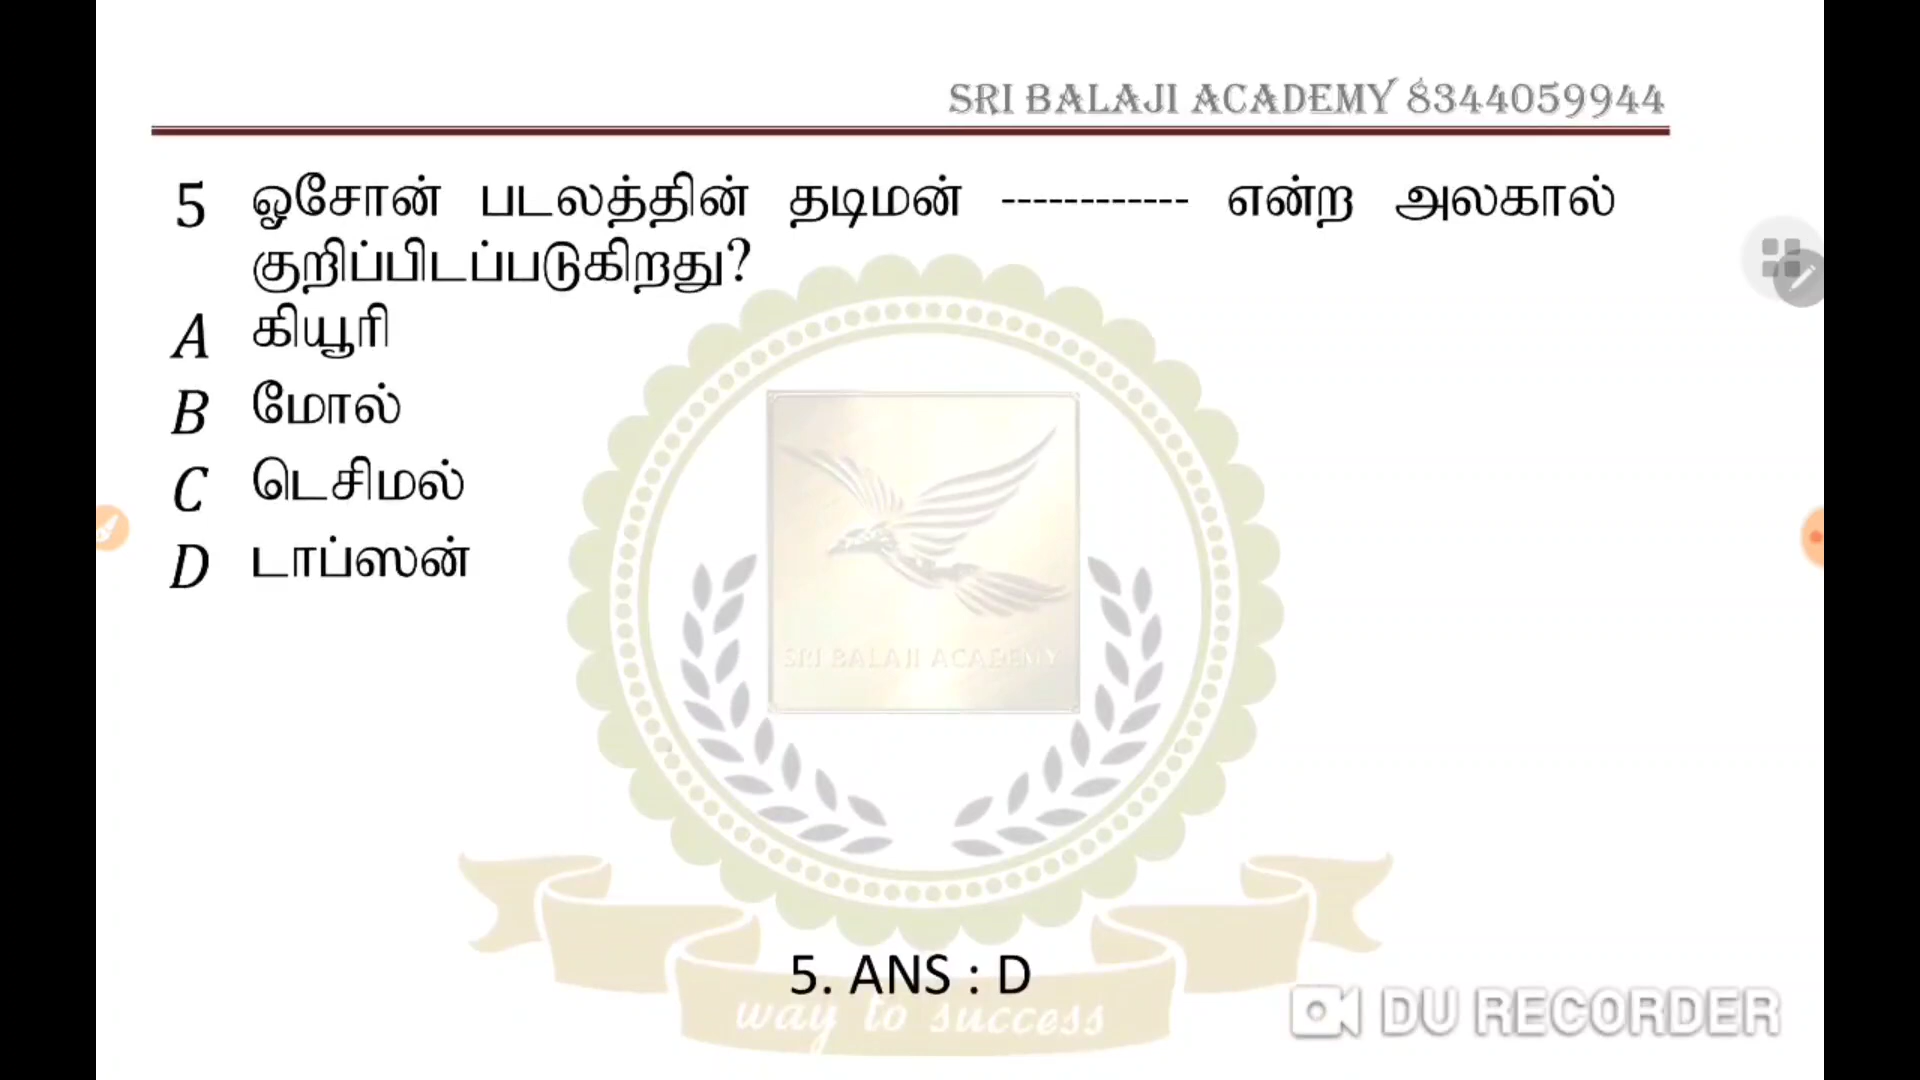 SRI BALAJI ACADEMY 8344059944
5 ஓசோன் படலத்தின் தடிமன் ------------ என்ற அலகால்
குறிப்பிடப்படுகிறது?
A கியூரி
B மோல்
C டெசிமல்
D டாப்ஸன்
SRI BALAJI ACADEMY
5. ANS : D
way to success
DU RECORDER